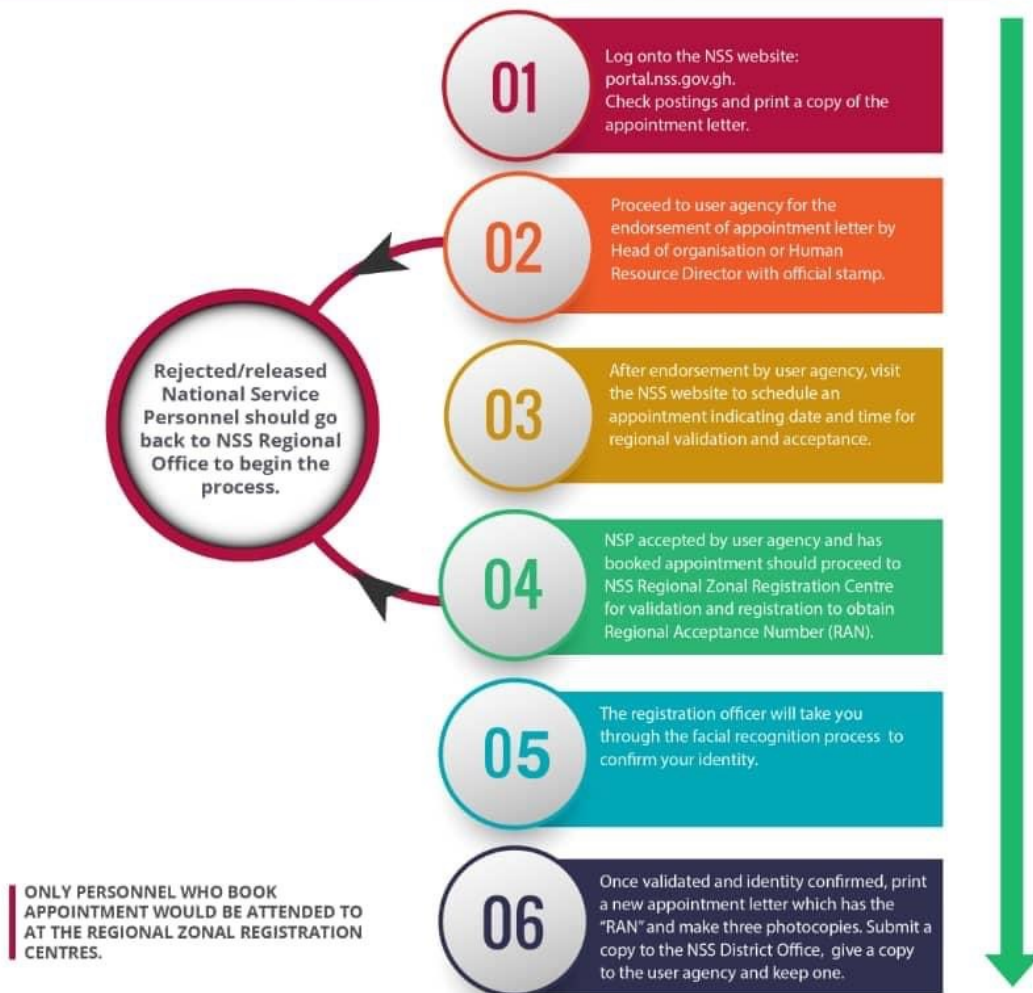 01
Log onto the NSS website:
portal.nss.gov.gh.
Check postings and print a copy of the
appointment letter.
02
Proceed to user agency for the
endorsement of appointment letter by
Head of organisation or Human
Resource Director with official stamp.
Rejected/released
National Service
Personnel should go
back to NSS Regional
Office to begin the
process.
03
After endorsement by user agency, visit
the NSS website to schedule an
appointment indicating date and time for
regional validation and acceptance.
04
NSP accepted by user agency and has
booked appointment should proceed to
NSS Regional Zonal Registration Centre
for validation and registration to obtain
Regional Acceptance Number (RAN).
05
The registration officer will take you
through the facial recognition process to
confirm your identity.
06
Once validated and identity confirmed, print
a new appointment letter which has the
"RAN" and make three photocopies. Submit a
copy to the NSS District Office, give a copy
to the user agency and keep one.
ONLY PERSONNEL WHO BOOK
APPOINTMENT WOULD BE ATTENDED TO
AT THE REGIONAL ZONAL REGISTRATION
CENTRES.